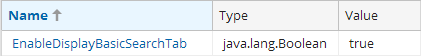 Name ↑ Type Value
EnableDisplayBasicSearchTab java.lang.Boolean true